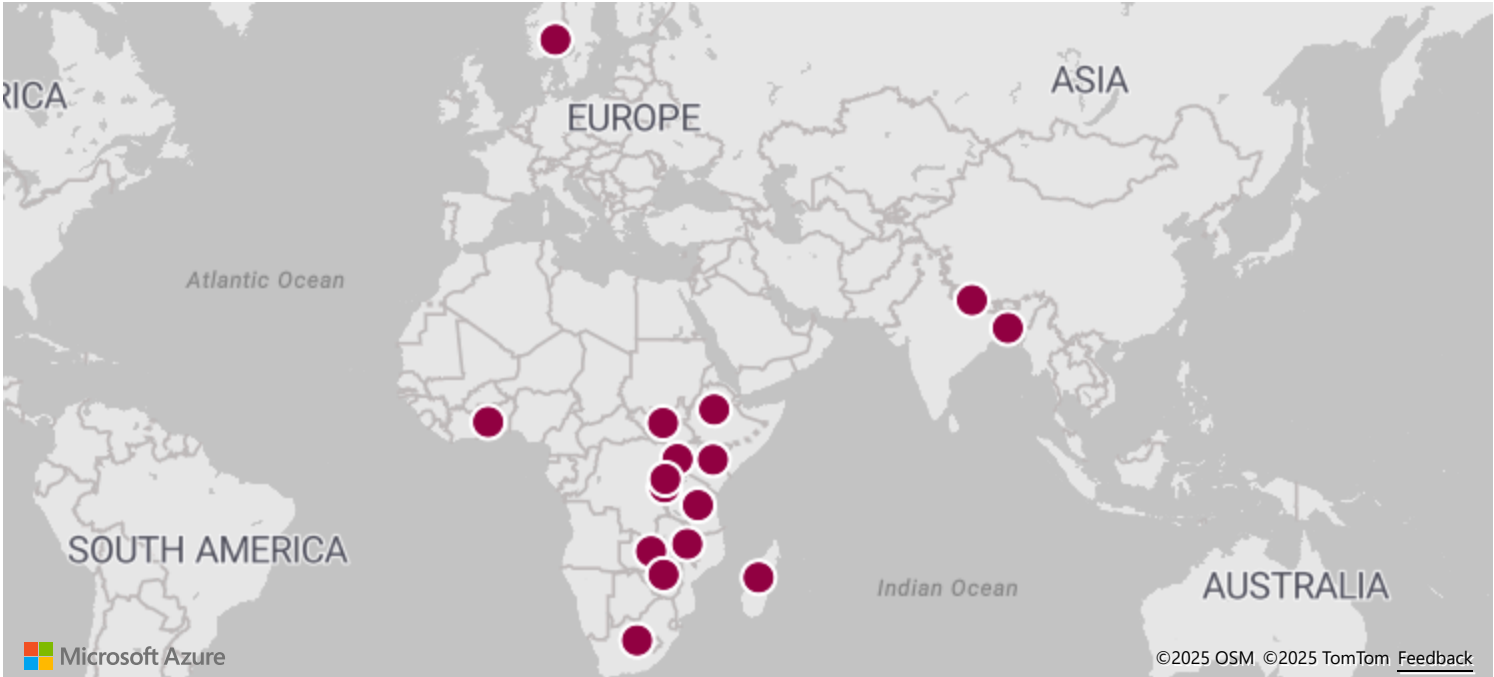 RICA
ASIA
EUROPE
Atlantic Ocean
SOUTH AMERICA
Indian Ocean
AUSTRALIA
Microsoft Azure
©2025 OSM ©2025 TomTom Feedback